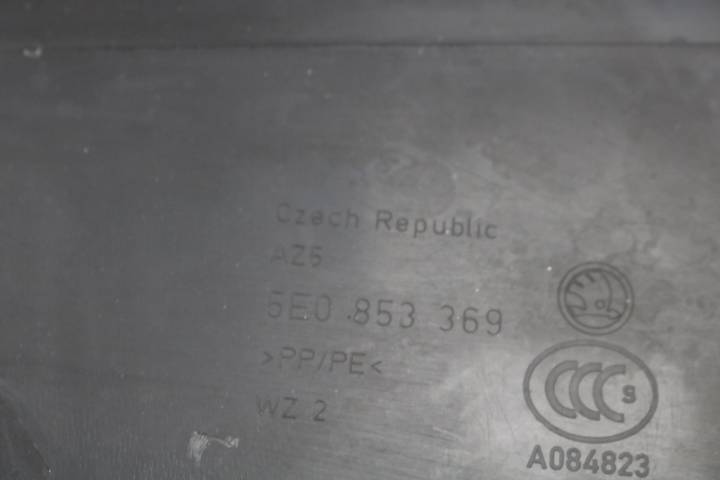 Czech Republic
AZ5
5E0 853 369
>PP/PE<
WZ 2
CCC S
A084823